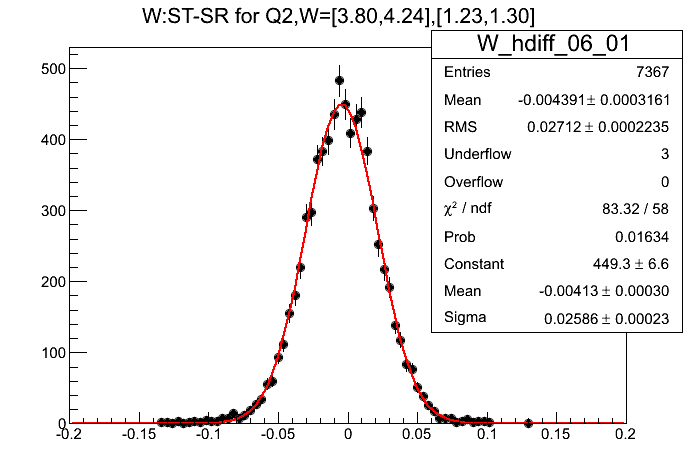 W:ST-SR for Q2,W=[3.80,4.24],[1.23,1.30]
W_hdiff_06_01
Entries 7367
Mean -0.004391± 0.0003161
RMS 0.02712 ± 0.0002235
Underflow 3
Overflow 0
χ² / ndf 83.32 / 58
Prob 0.01634
Constant 449.3 ± 6.6
Mean -0.00413 ± 0.00030
Sigma 0.02586 ± 0.00023
500
400
300
200
100
0
-0.2 -0.15 -0.1 -0.05 0 0.05 0.1 0.15 0.2